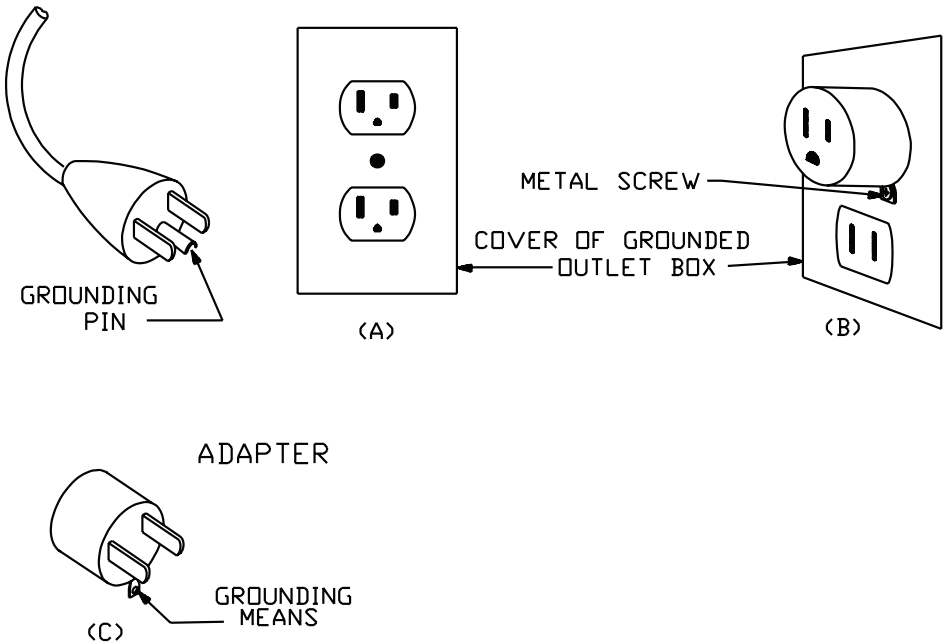 GROUNDING
PIN
(A)
METAL SCREW
COVER OF GROUNDED
OUTLET BOX
(B)
ADAPTER
GROUNDING
MEANS
(C)